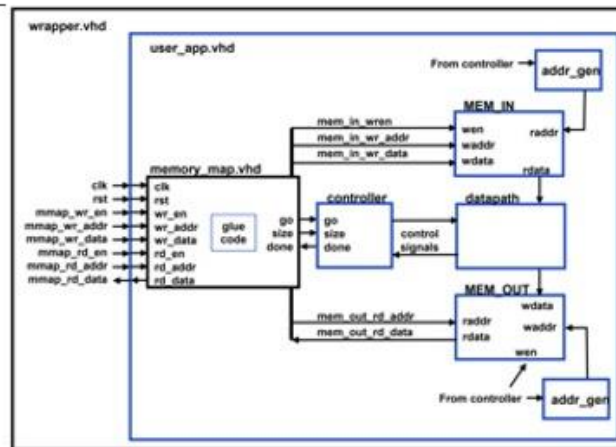 wrapper.vhd
user_app.vhd
From controller
addr_gen
MEM_IN
mem_in_wren
mem_in_wr_addr
mem_in_wr_data
wen
waddr
wdata
raddr
rdata
memory_map.vhd
clk
rst
mmap_wr_en
mmap_wr_addr
mmap_wr_data
mmap_rd_en
mmap_rd_addr
mmap_rd_data
clk
rst
wr_en
wr_addr
wr_data
rd_en
rd_addr
rd_data
glue
code
go
size
done
controller
go
size
done
control
signals
datapath
MEM_OUT
mem_out_rd_addr
mem_out_rd_data
raddr
rdata
wdata
waddr
wen
From controller
addr_gen